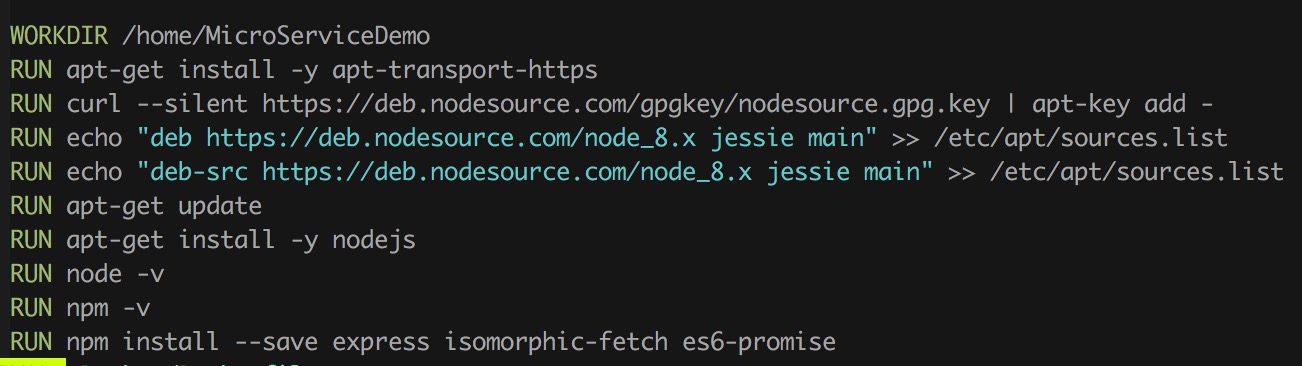 WORKDIR /home/MicroServiceDemo
RUN apt-get install -y apt-transport-https
RUN curl --silent https://deb.nodesource.com/gpgkey/nodesource.gpg.key | apt-key add -
RUN echo "deb https://deb.nodesource.com/node_8.x jessie main" >> /etc/apt/sources.list
RUN echo "deb-src https://deb.nodesource.com/node_8.x jessie main" >> /etc/apt/sources.list
RUN apt-get update
RUN apt-get install -y nodejs
RUN node -v
RUN npm -v
RUN npm install --save express isomorphic-fetch es6-promise